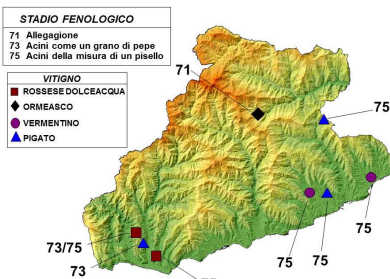 STADIO FENOLOGICO
71 Allegagione
73 Acini come un grano di pepe
75 Acini della misura di un pisello
VITIGNO
ROSSESE DOLCEACQUA
ORMEASCO
VERMENTINO
PIGATO
71
75
75
75
75
73/75
73